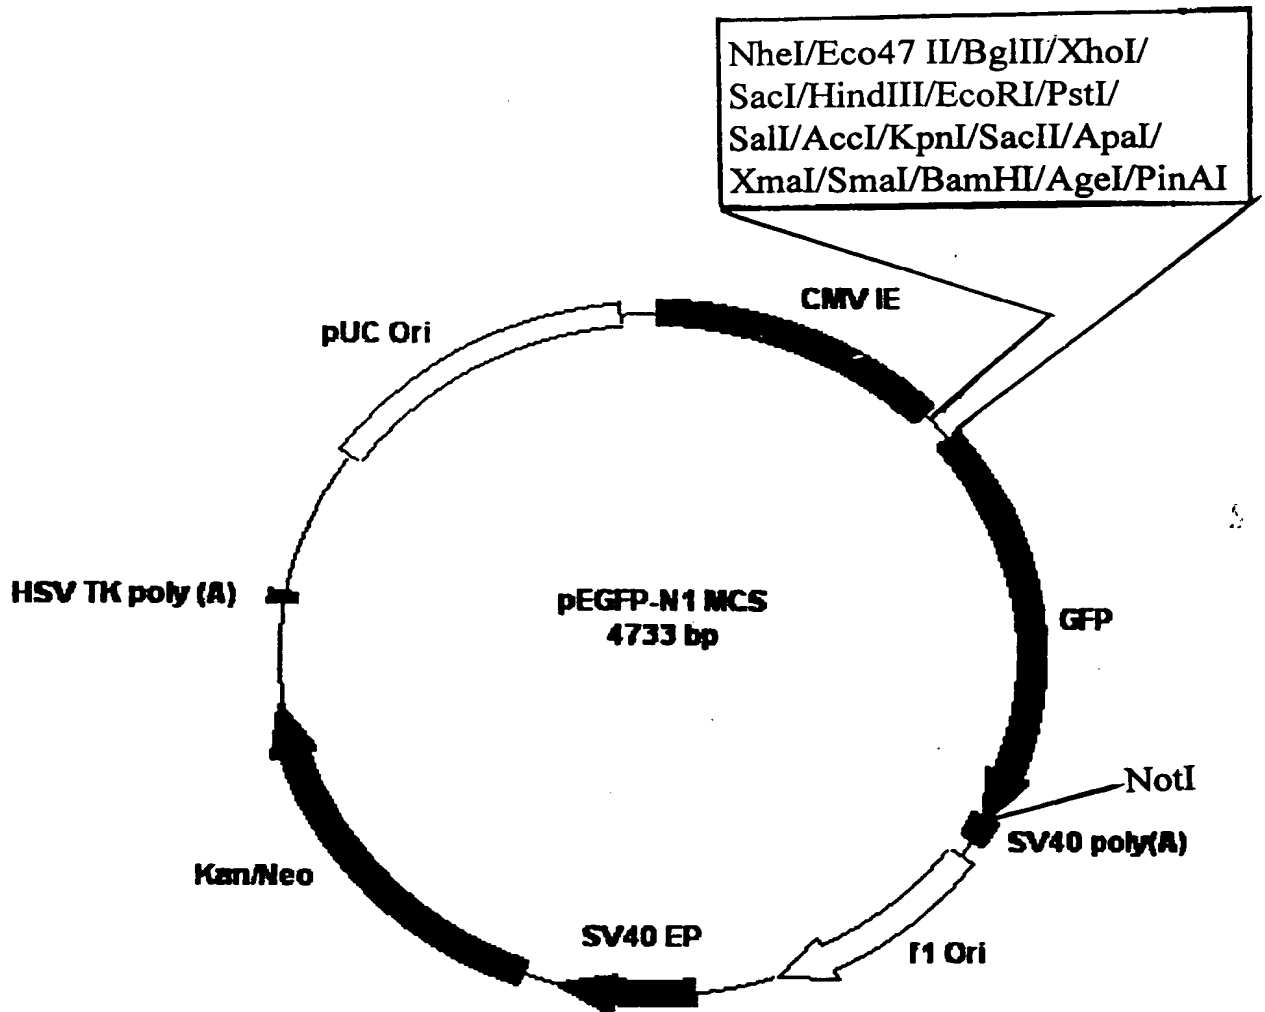 NheI/Eco47 II/BglII/XhoI/
SacI/HindIII/EcoRI/PstI/
SalI/AccI/KpnI/SacII/ApaI/
XmaI/SmaI/BamHI/AgeI/PinAI
CMV IE
pUC Ori
HSV TK poly (A)
pEGFP-N1 MCS
4733 bp
GFP
NotI
SV40 poly(A)
Kan/Neo
SV40 EP
f1 Ori